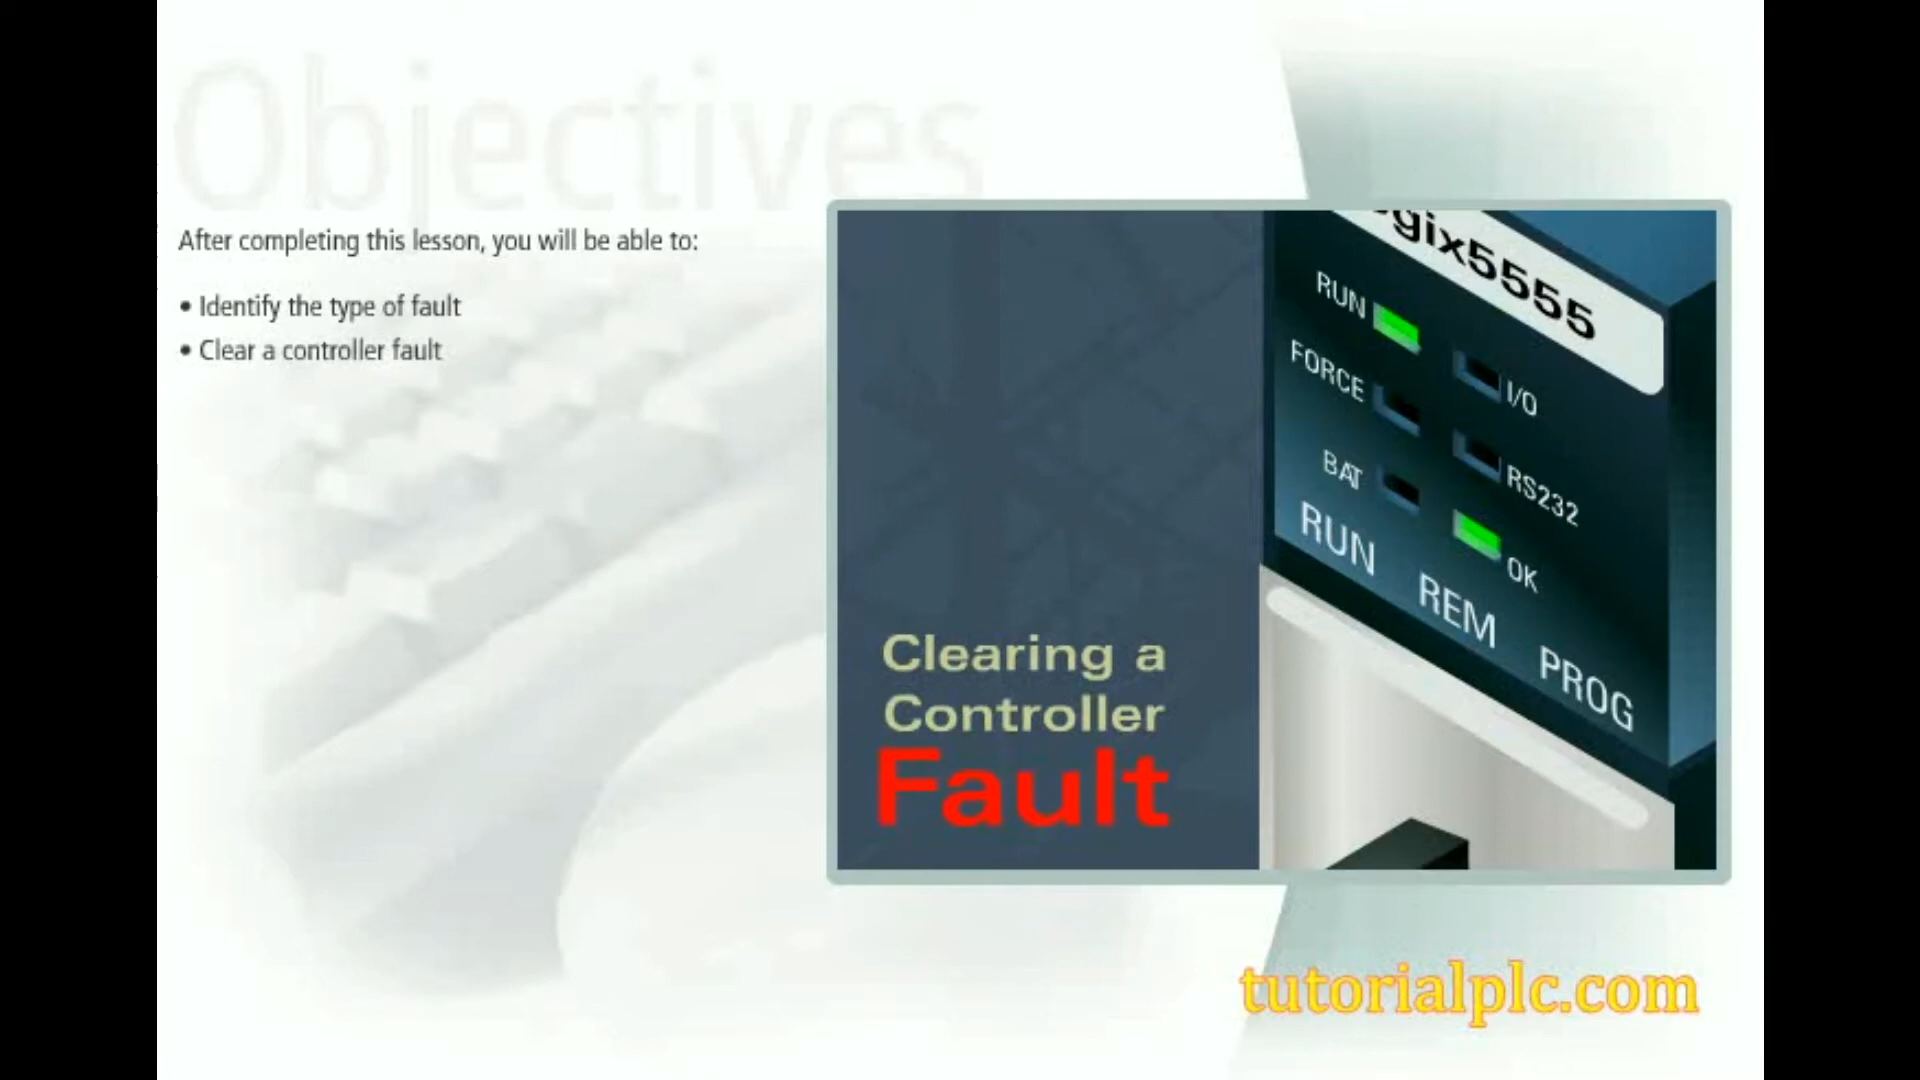 Objectives
After completing this lesson, you will be able to:
• Identify the type of fault
• Clear a controller fault
gix5555
RUN
I/O
FORCE
RS232
BAT
OK
RUN REM PROG
Clearing a
Controller
Fault
tutorialplc.com